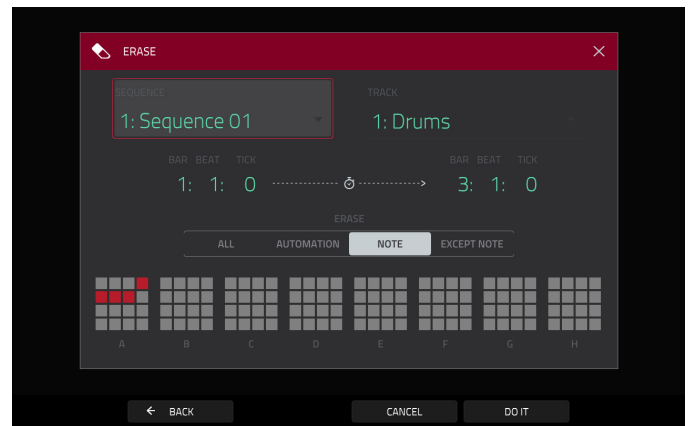 ERASE
SEQUENCE TRACK
1: Sequence 01 1: Drums
BAR BEAT TICK BAR BEAT TICK
1: 1: 0 3: 1: 0
ERASE
ALL AUTOMATION NOTE EXCEPT NOTE
A B C D E F G H
BACK CANCEL DO IT